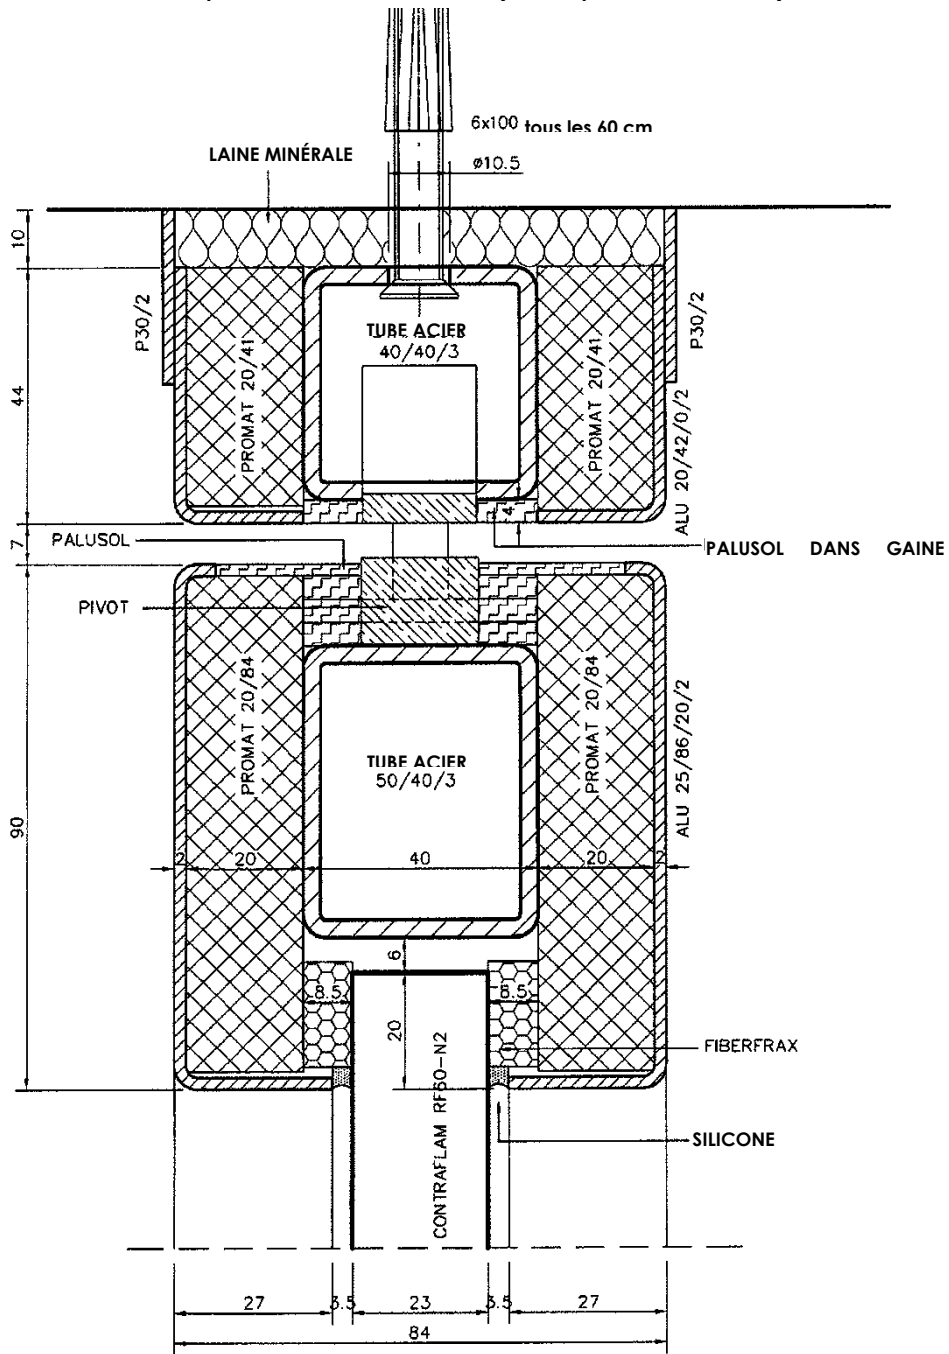 6x100 tous les 60 cm
LAINE MINÉRALE
ø10.5
10
P30/2
P30/2
TUBE ACIER
40/40/3
PROMAT 20/41
PROMAT 20/41
44
ALU 20/42/0/2
4
7
PALUSOL
PALUSOL DANS GAINE
PIVOT
PROMAT 20/84
PROMAT 20/84
ALU 25/86/20/2
TUBE ACIER
50/40/3
90
2
20
40
20
2
6
8.5
8.5
20
FIBERFRAX
CONTRAFLAM RF60-N2
SILICONE
27
3.5
23
3.5
27
84